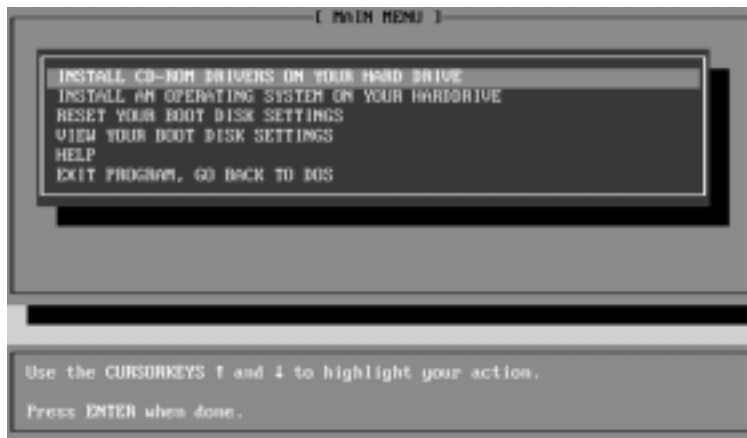 [ MAIN MENU ]
INSTALL CD-ROM DRIVERS ON YOUR HARD DRIVE
INSTALL AN OPERATING SYSTEM ON YOUR HARDDRIVE
RESET YOUR BOOT DISK SETTINGS
VIEW YOUR BOOT DISK SETTINGS
HELP
EXIT PROGRAM, GO BACK TO DOS
Use the CURSORKEYS ↑ and ↓ to highlight your action.
Press ENTER when done.